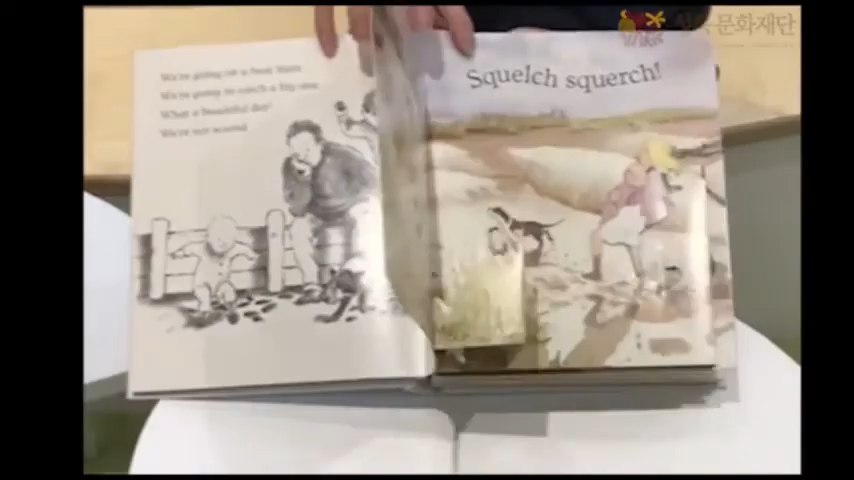 We're going on a bear hunt.
We're going to catch a big one.
What a beautiful day!
We're not scared.
Squelch squerch!
문화재단